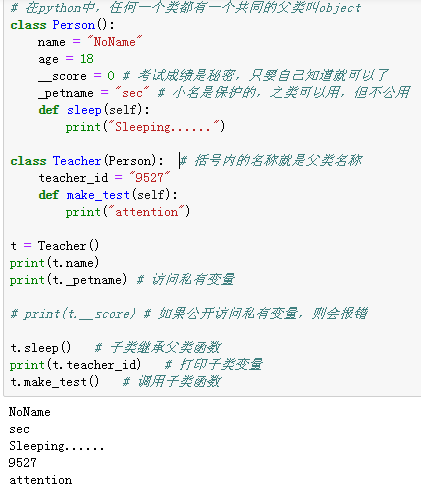 # 在python中，任何一个类都有一个共同的父类叫object
class Person():
    name = "NoName"
    age = 18
    __score = 0 # 考试成绩是秘密，只要自己知道就可以了
    _petname = "sec" # 小名是保护的，之类可以用，但不公用
    def sleep(self):
        print("Sleeping......")
class Teacher(Person):  # 括号内的名称就是父类名称
    teacher_id = "9527"
    def make_test(self):
        print("attention")
t = Teacher()
print(t.name)
print(t._petname) # 访问私有变量
# print(t.__score) # 如果公开访问私有变量，则会报错
t.sleep()   # 子类继承父类函数
print(t.teacher_id)   # 打印子类变量
t.make_test()   # 调用子类函数
NoName
sec
Sleeping......
9527
attention